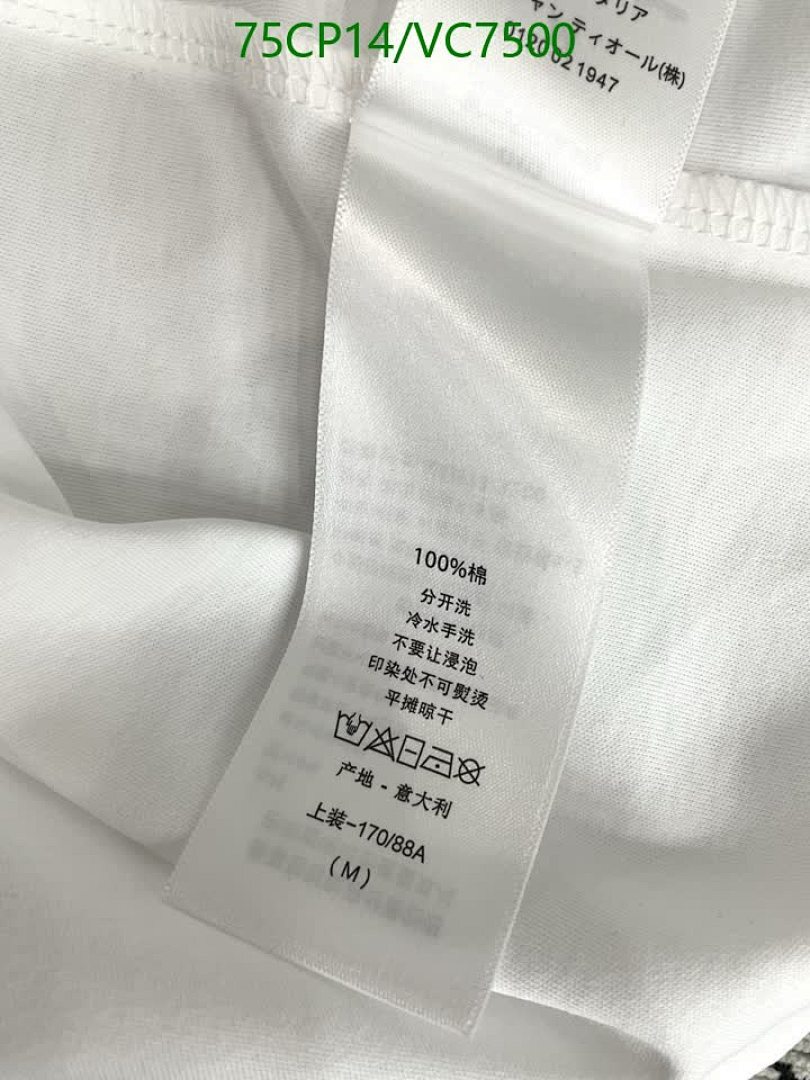 75CP14/VC7500
ンティオール(株)
100%棉
分开洗
冷水手洗
不要让浸泡
印染处不可熨烫
平摊晾干
产地·意大利
上装-170/88A
(M)